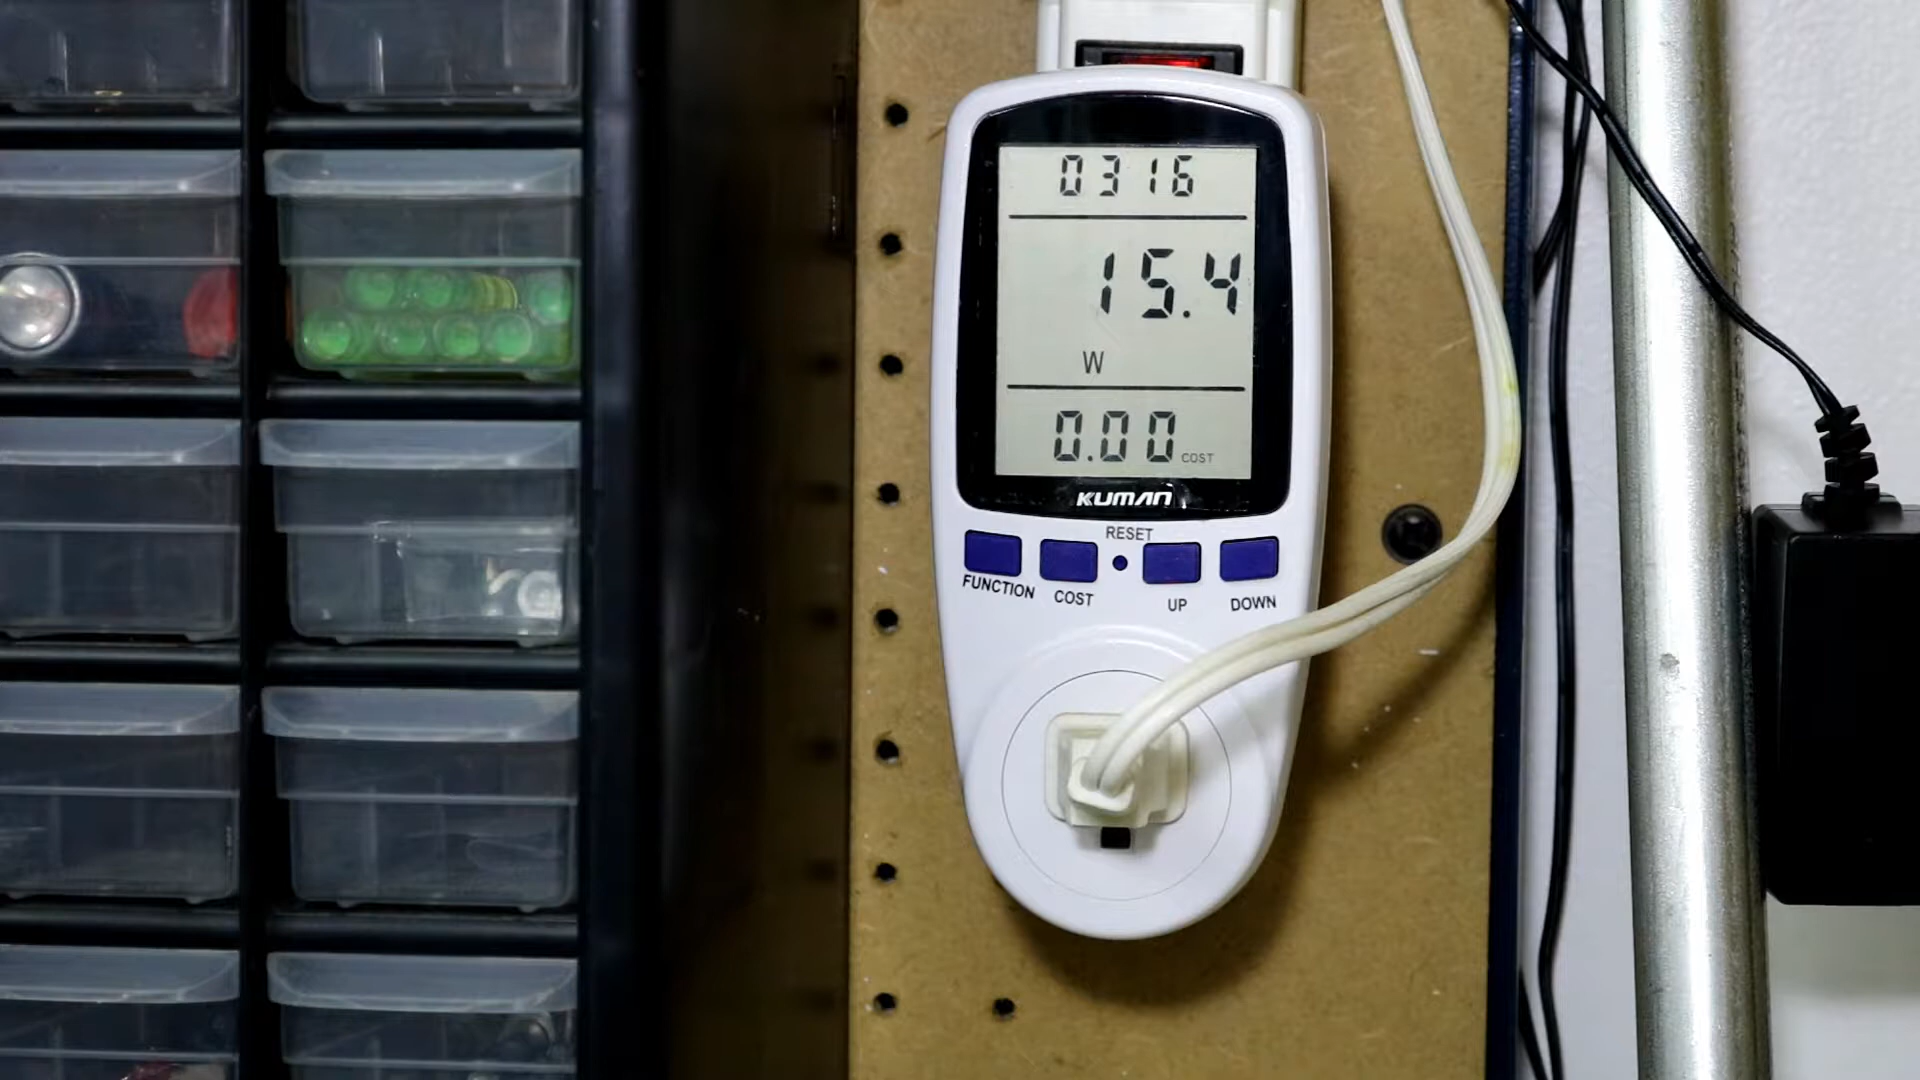 0316
15.4
W
0.00 COST
KUMAN
RESET
FUNCTION COST UP DOWN